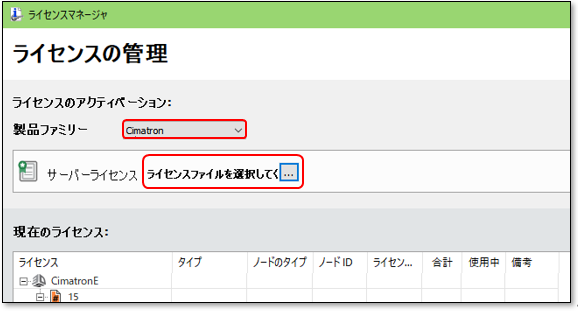 ライセンスマネージャ
ライセンスの管理
ライセンスのアクティベーション:
製品ファミリー Cimatron
サーバーライセンス ライセンスファイルを選択してく ...
現在のライセンス:
ライセンス タイプ ノードのタイプ ノード ID ライセン... 合計 使用中 備考
CimatronE
15